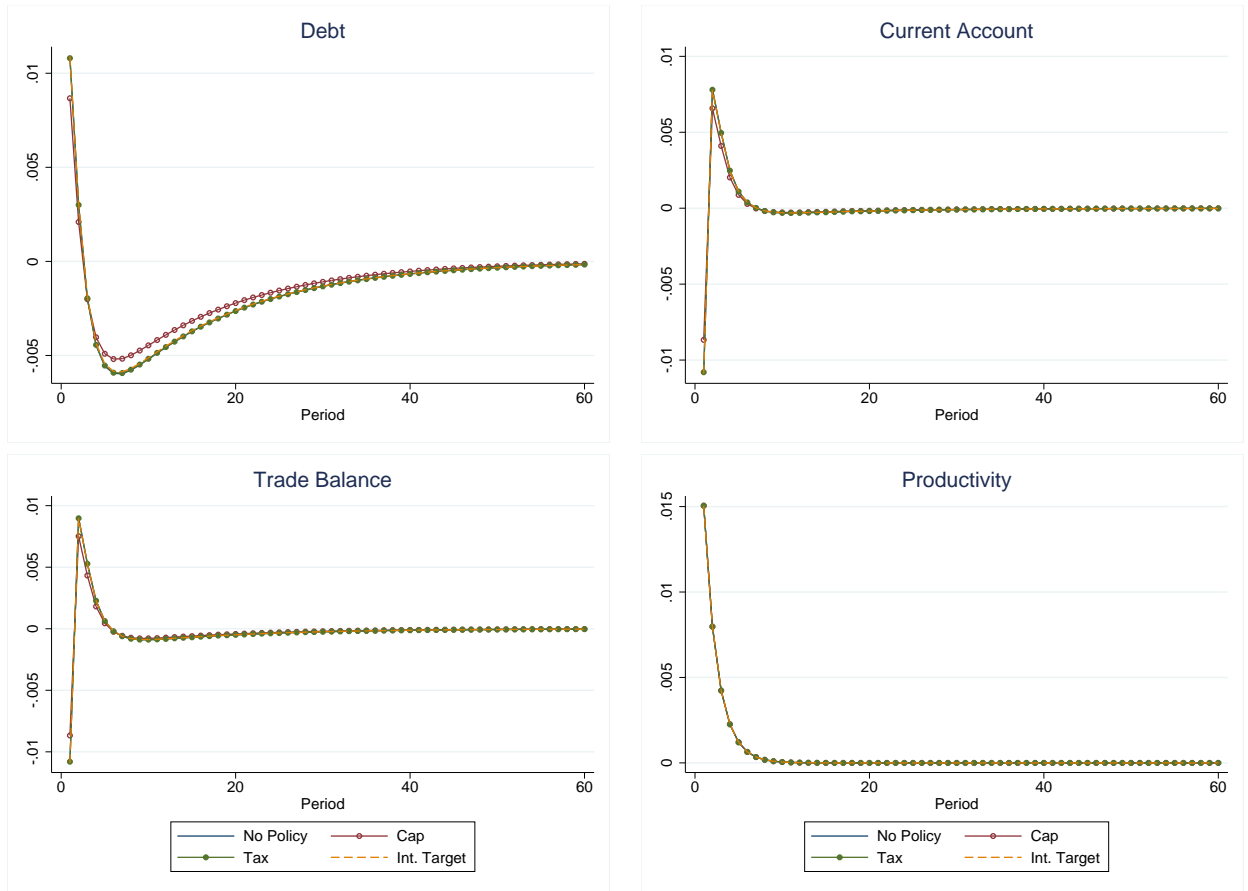 Debt
.01
.005
0
-.005
0 20 40 60
Period
Current Account
.01
.005
0
-.005
-.01
0 20 40 60
Period
Trade Balance
.01
.005
0
-.005
-.01
0 20 40 60
Period
No Policy Cap
Tax Int. Target
Productivity
.015
.01
.005
0
0 20 40 60
Period
No Policy Cap
Tax Int. Target